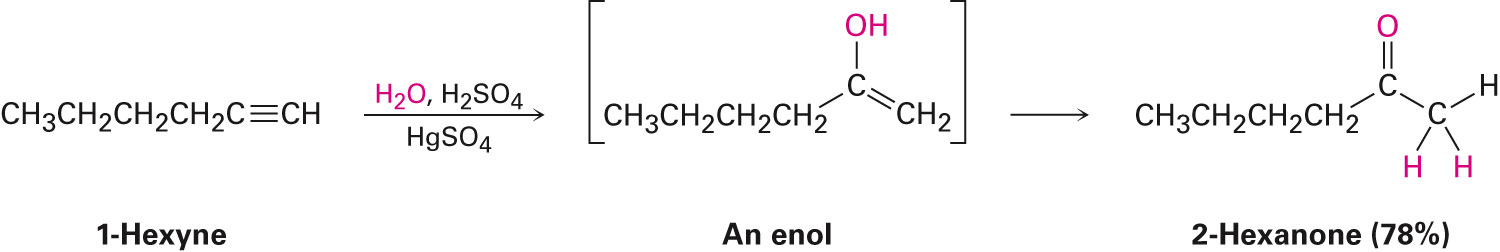 OH
O
CH3CH2CH2CH2C≡CH
H2O, H2SO4
HgSO4
CH3CH2CH2CH2
C
CH2
CH3CH2CH2CH2
C
C
H
H
H
1-Hexyne
An enol
2-Hexanone (78%)